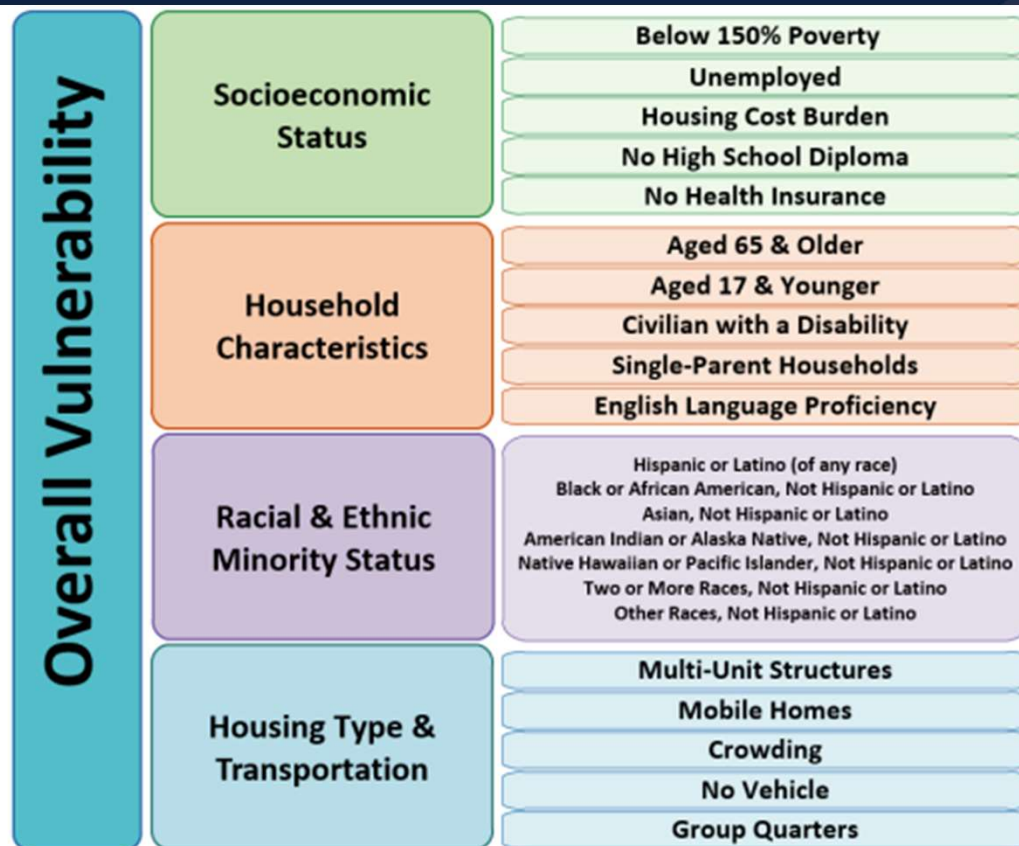 Overall Vulnerability
Socioeconomic
Status
Below 150% Poverty
Unemployed
Housing Cost Burden
No High School Diploma
No Health Insurance
Household
Characteristics
Aged 65 & Older
Aged 17 & Younger
Civilian with a Disability
Single-Parent Households
English Language Proficiency
Racial & Ethnic
Minority Status
Hispanic or Latino (of any race)
Black or African American, Not Hispanic or Latino
Asian, Not Hispanic or Latino
American Indian or Alaska Native, Not Hispanic or Latino
Native Hawaiian or Pacific Islander, Not Hispanic or Latino
Two or More Races, Not Hispanic or Latino
Other Races, Not Hispanic or Latino
Housing Type &
Transportation
Multi-Unit Structures
Mobile Homes
Crowding
No Vehicle
Group Quarters